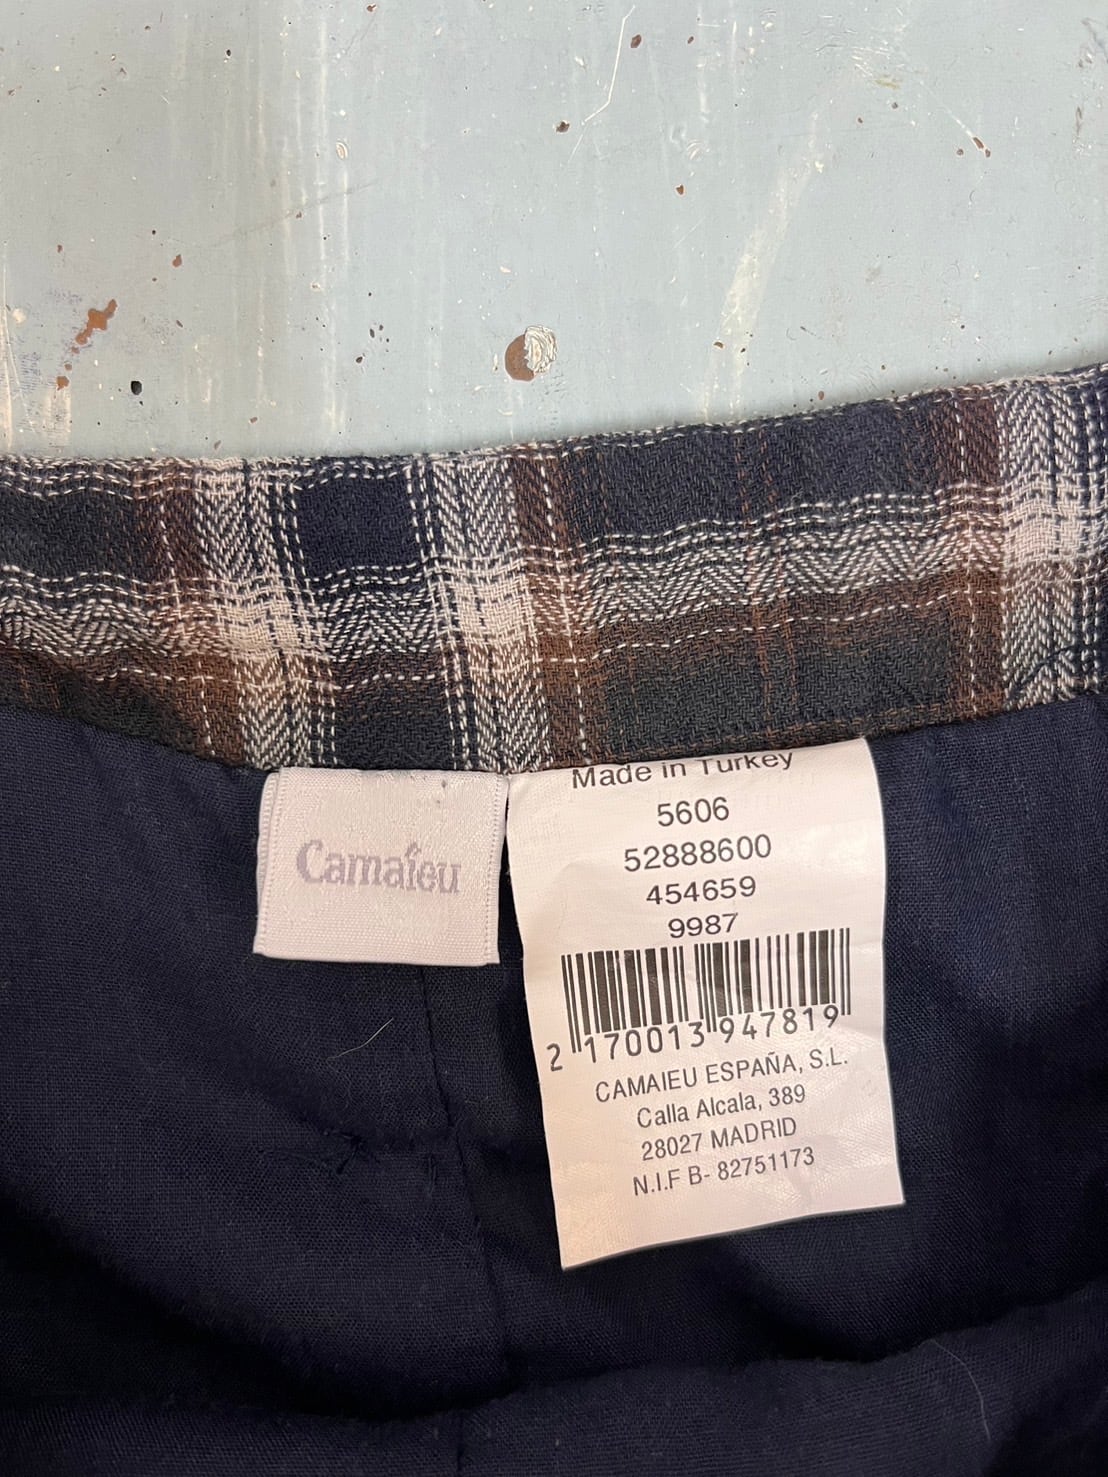 Camaïeu
Made in Turkey
5606
52888600
454659
9987
2 170013 947819
CAMAIEU ESPAÑA, S.L.
Calla Alcala, 389
28027 MADRID
N.I.F B- 82751173